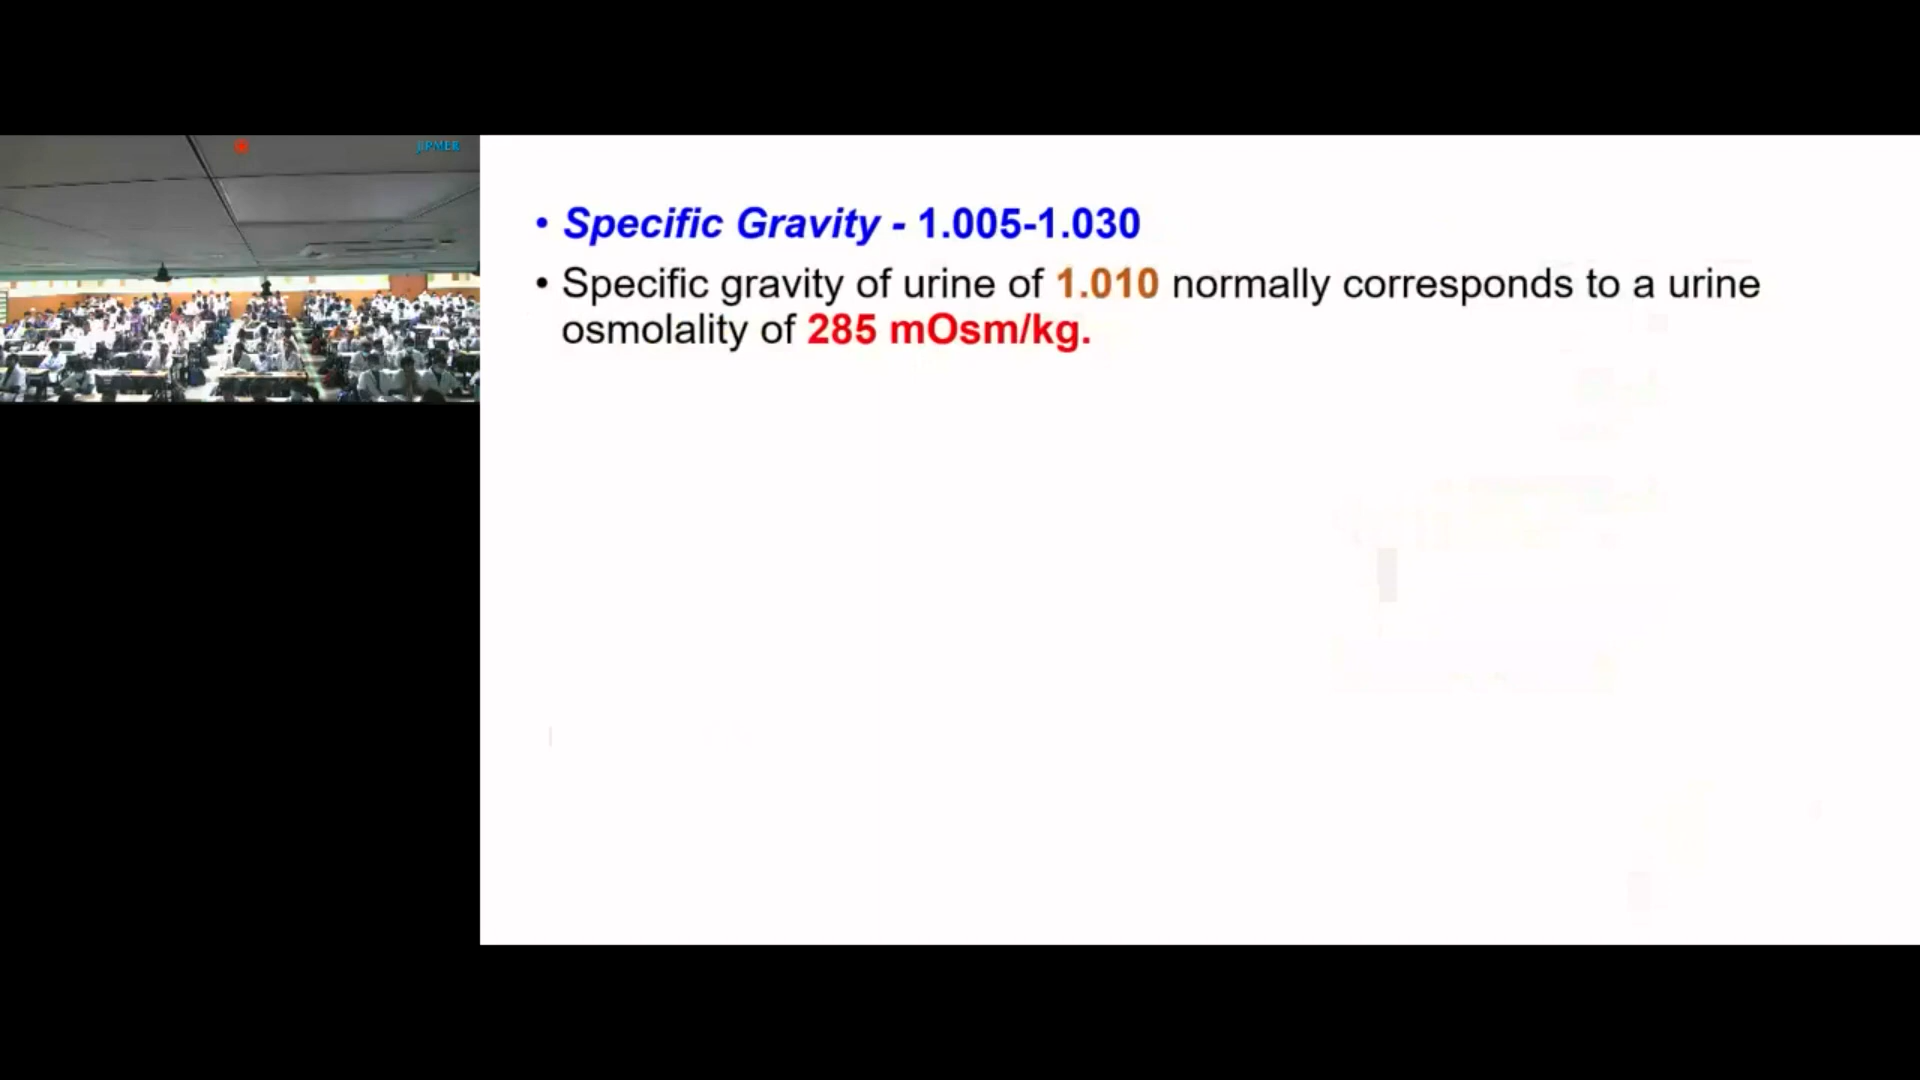 JIPMER
• Specific Gravity - 1.005-1.030
• Specific gravity of urine of 1.010 normally corresponds to a urine
osmolality of 285 mOsm/kg.